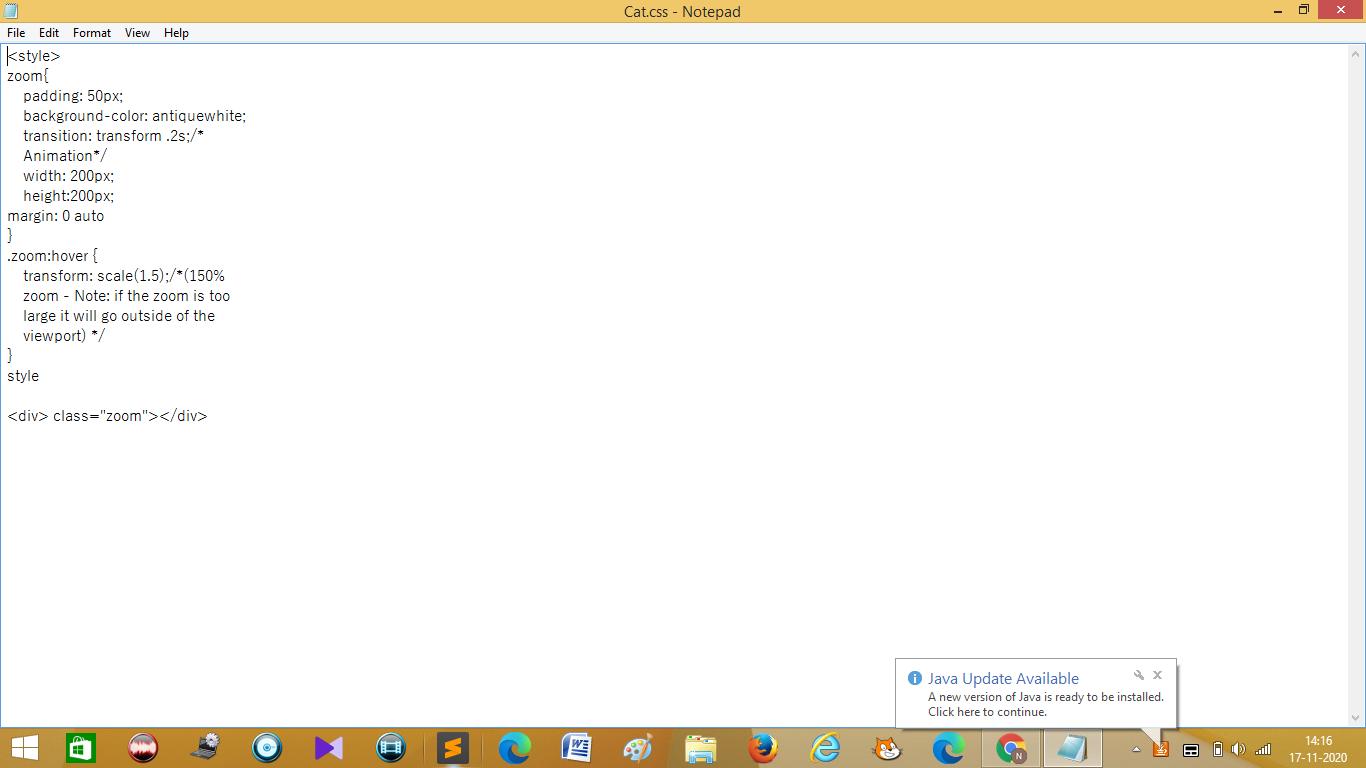 Cat.css - Notepad
File Edit Format View Help
<style>
zoom{
    padding: 50px;
    background-color: antiquewhite;
    transition: transform .2s;/*
    Animation*/
    width: 200px;
    height:200px;
margin: 0 auto
}
.zoom:hover {
    transform: scale(1.5);/*(150%
    zoom - Note: if the zoom is too
    large it will go outside of the
    viewport) */
}
style

<div> class="zoom"></div>
Java Update Available
A new version of Java is ready to be installed.
Click here to continue.
N
14:16
17-11-2020